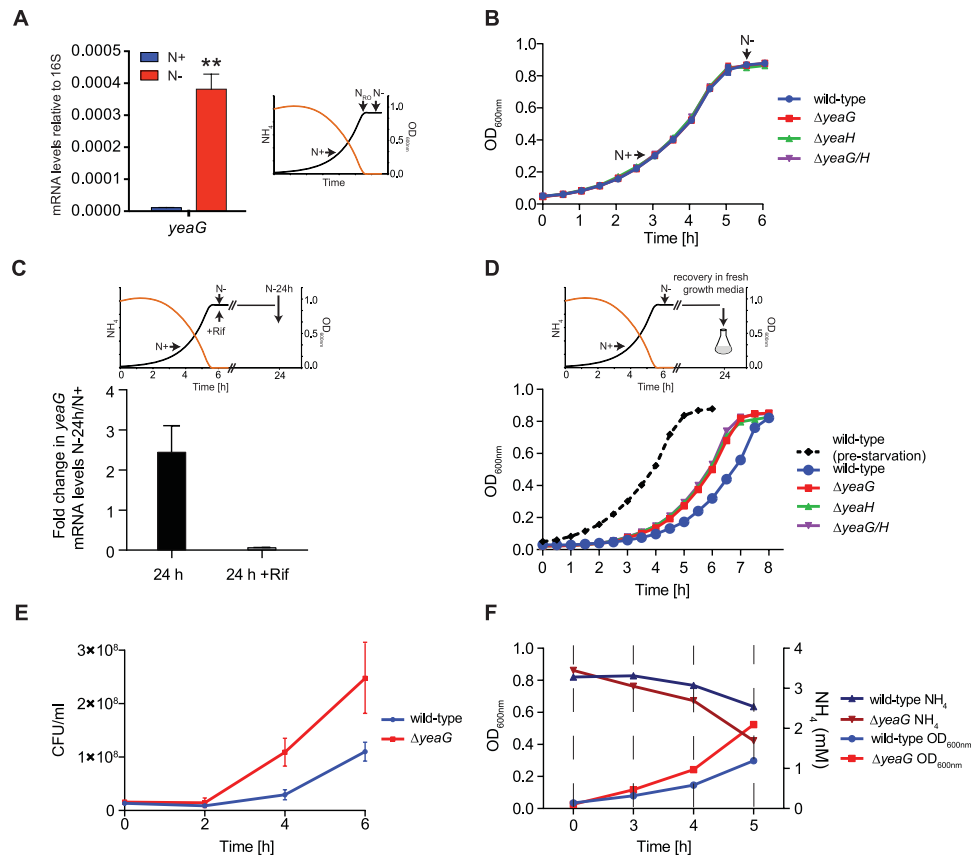 A
mRNA levels relative to 16S
0.0005
0.0004
0.0003
0.0002
0.0001
0.0000
N+
N-
**
yeaG
NH4
N+
NRO
N-
1.0
0.5
0.0
OD600nm
Time
B
OD600nm
1.0
0.8
0.6
0.4
0.2
0.0
N+
N-
0 1 2 3 4 5 6
Time [h]
wild-type
ΔyeaG
ΔyeaH
ΔyeaG/H
C
NH4
N+
N-
+Rif
N-24h
1.0
0.5
0.0
OD600nm
0 2 4 6 24
Time [h]
Fold change in yeaG
mRNA levels N-24h/N+
4
3
2
1
0
24 h
24 h +Rif
D
recovery in fresh
growth media
NH4
N+
N-
1.0
0.5
0.0
OD600nm
0 2 4 6 24
Time [h]
OD600nm
1.0
0.8
0.6
0.4
0.2
0.0
0 1 2 3 4 5 6 7 8
Time [h]
wild-type
(pre-starvation)
wild-type
ΔyeaG
ΔyeaH
ΔyeaG/H
E
CFU/ml
3×10⁸
2×10⁸
1×10⁸
0
0 2 4 6
Time [h]
wild-type
ΔyeaG
F
OD600nm
1.0
0.8
0.6
0.4
0.2
0.0
0 3 4 5
Time [h]
4
3
2
1
0
NH4 (mM)
wild-type NH4
ΔyeaG NH4
wild-type OD600nm
ΔyeaG OD600nm